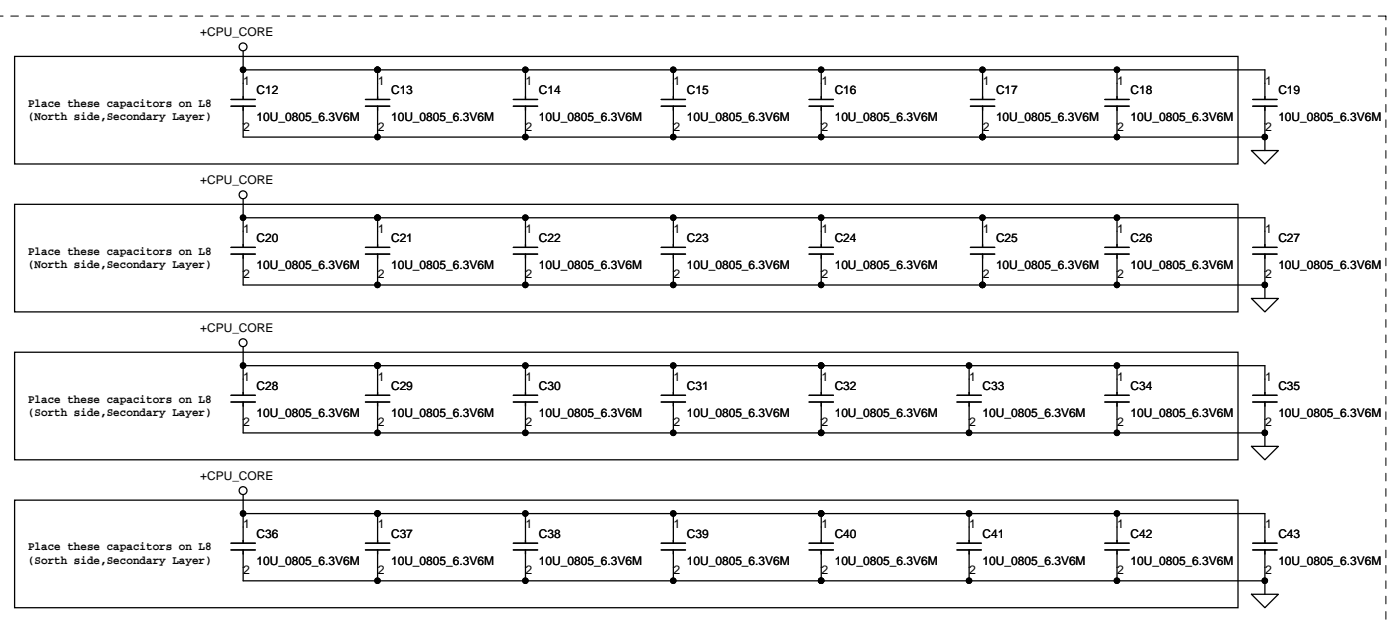 +CPU_CORE
Place these capacitors on L8
(North side,Secondary Layer)
1 C12 1 C13 1 C14 1 C15 1 C16 1 C17 1 C18 1 C19
2 10U_0805_6.3V6M 2 10U_0805_6.3V6M 2 10U_0805_6.3V6M 2 10U_0805_6.3V6M 2 10U_0805_6.3V6M 2 10U_0805_6.3V6M 2 10U_0805_6.3V6M 2 10U_0805_6.3V6M
+CPU_CORE
Place these capacitors on L8
(North side,Secondary Layer)
1 C20 1 C21 1 C22 1 C23 1 C24 1 C25 1 C26 1 C27
2 10U_0805_6.3V6M 2 10U_0805_6.3V6M 2 10U_0805_6.3V6M 2 10U_0805_6.3V6M 2 10U_0805_6.3V6M 2 10U_0805_6.3V6M 2 10U_0805_6.3V6M 2 10U_0805_6.3V6M
+CPU_CORE
Place these capacitors on L8
(Sorth side,Secondary Layer)
1 C28 1 C29 1 C30 1 C31 1 C32 1 C33 1 C34 1 C35
2 10U_0805_6.3V6M 2 10U_0805_6.3V6M 2 10U_0805_6.3V6M 2 10U_0805_6.3V6M 2 10U_0805_6.3V6M 2 10U_0805_6.3V6M 2 10U_0805_6.3V6M 2 10U_0805_6.3V6M
+CPU_CORE
Place these capacitors on L8
(Sorth side,Secondary Layer)
1 C36 1 C37 1 C38 1 C39 1 C40 1 C41 1 C42 1 C43
2 10U_0805_6.3V6M 2 10U_0805_6.3V6M 2 10U_0805_6.3V6M 2 10U_0805_6.3V6M 2 10U_0805_6.3V6M 2 10U_0805_6.3V6M 2 10U_0805_6.3V6M 2 10U_0805_6.3V6M